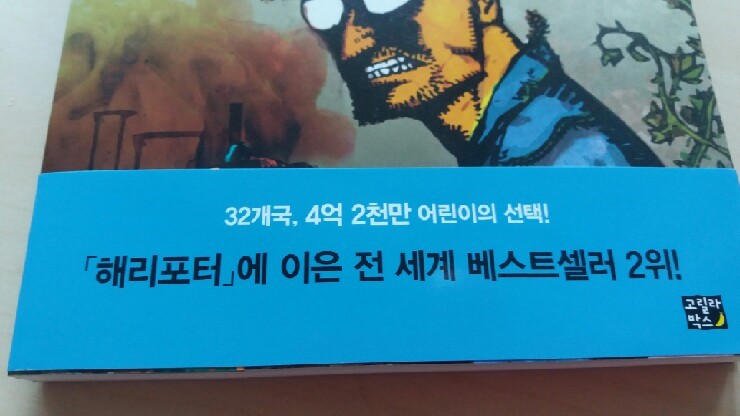 32개국, 4억 2천만 어린이의 선택!
「해리포터」에 이은 전 세계 베스트셀러 2위!
고릴라
박스